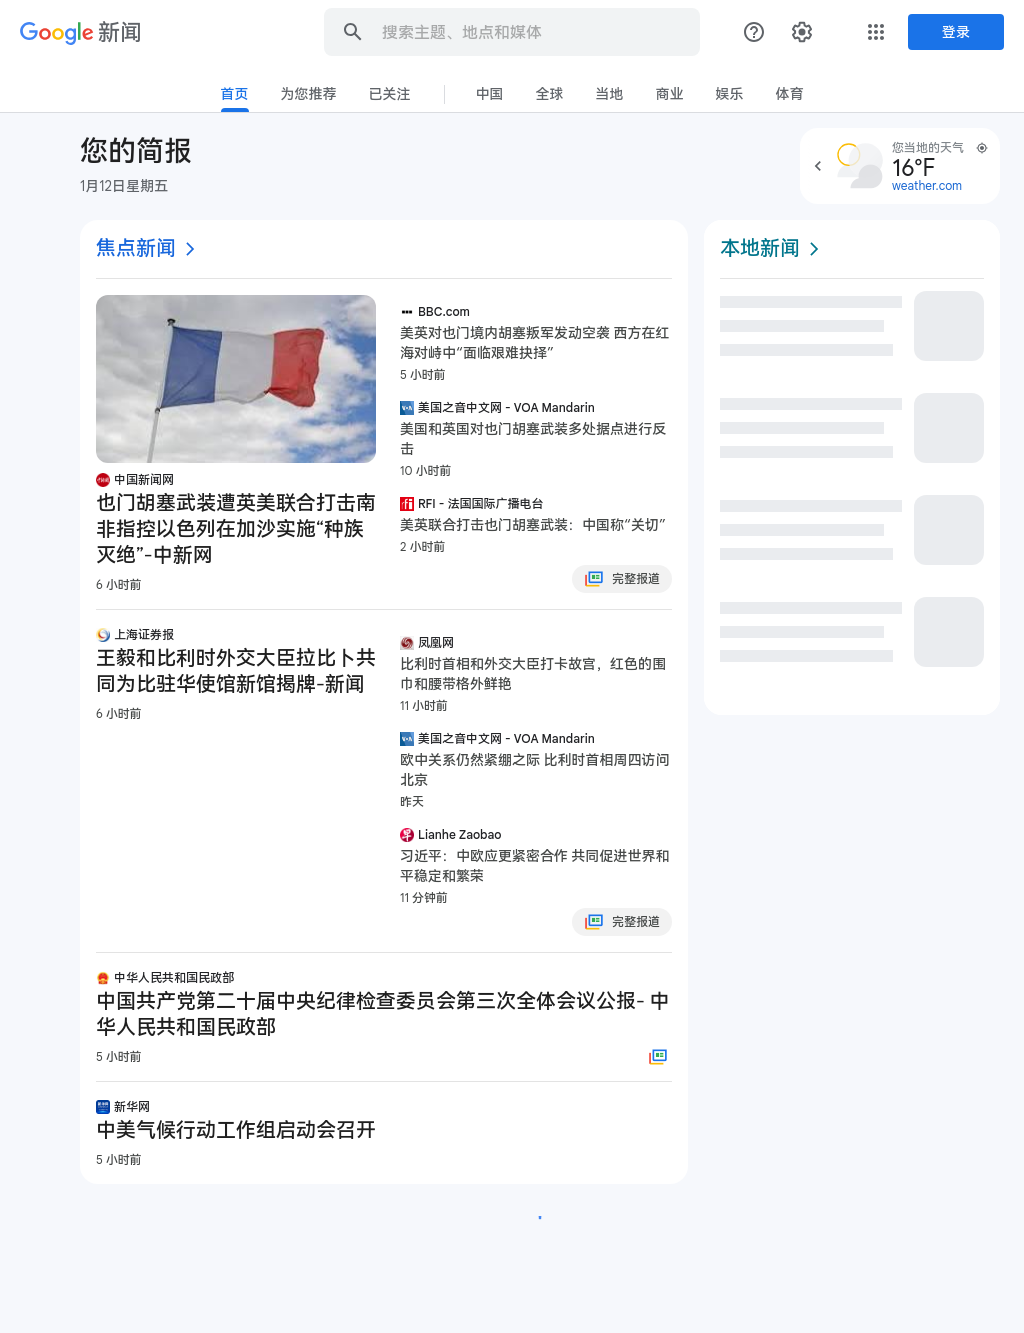 Google 新闻
搜索主题、地点和媒体
登录
首页 为您推荐 已关注 中国 全球 当地 商业 娱乐 体育
您的简报
1月12日星期五
您当地的天气
16°F
weather.com
焦点新闻
中国新闻网
也门胡塞武装遭英美联合打击南
非指控以色列在加沙实施“种族
灭绝”-中新网
6 小时前
BBC.com
美英对也门境内胡塞叛军发动空袭 西方在红
海对峙中“面临艰难抉择”
5 小时前
美国之音中文网 - VOA Mandarin
美国和英国对也门胡塞武装多处据点进行反
击
10 小时前
RFI - 法国国际广播电台
美英联合打击也门胡塞武装：中国称“关切”
2 小时前
完整报道
上海证券报
王毅和比利时外交大臣拉比卜共
同为比驻华使馆新馆揭牌-新闻
6 小时前
凤凰网
比利时首相和外交大臣打卡故宫，红色的围
巾和腰带格外鲜艳
11 小时前
美国之音中文网 - VOA Mandarin
欧中关系仍然紧绷之际 比利时首相周四访问
北京
昨天
Lianhe Zaobao
习近平：中欧应更紧密合作 共同促进世界和
平稳定和繁荣
11 分钟前
完整报道
中华人民共和国民政部
中国共产党第二十届中央纪律检查委员会第三次全体会议公报- 中
华人民共和国民政部
5 小时前
新华网
中美气候行动工作组启动会召开
5 小时前
本地新闻